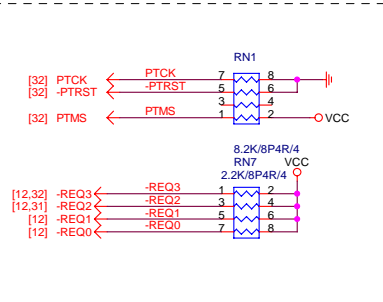 RN1
[32] PTCK PTCK 7 8
[32] -PTRST -PTRST 5 6
3 4
[32] PTMS PTMS 1 2 VCC
8.2K/8P4R/4
RN7 VCC
2.2K/8P4R/4
[12,32] -REQ3 -REQ3 1 2
[12,31] -REQ2 -REQ2 3 4
[12] -REQ1 -REQ1 5 6
[12] -REQ0 -REQ0 7 8